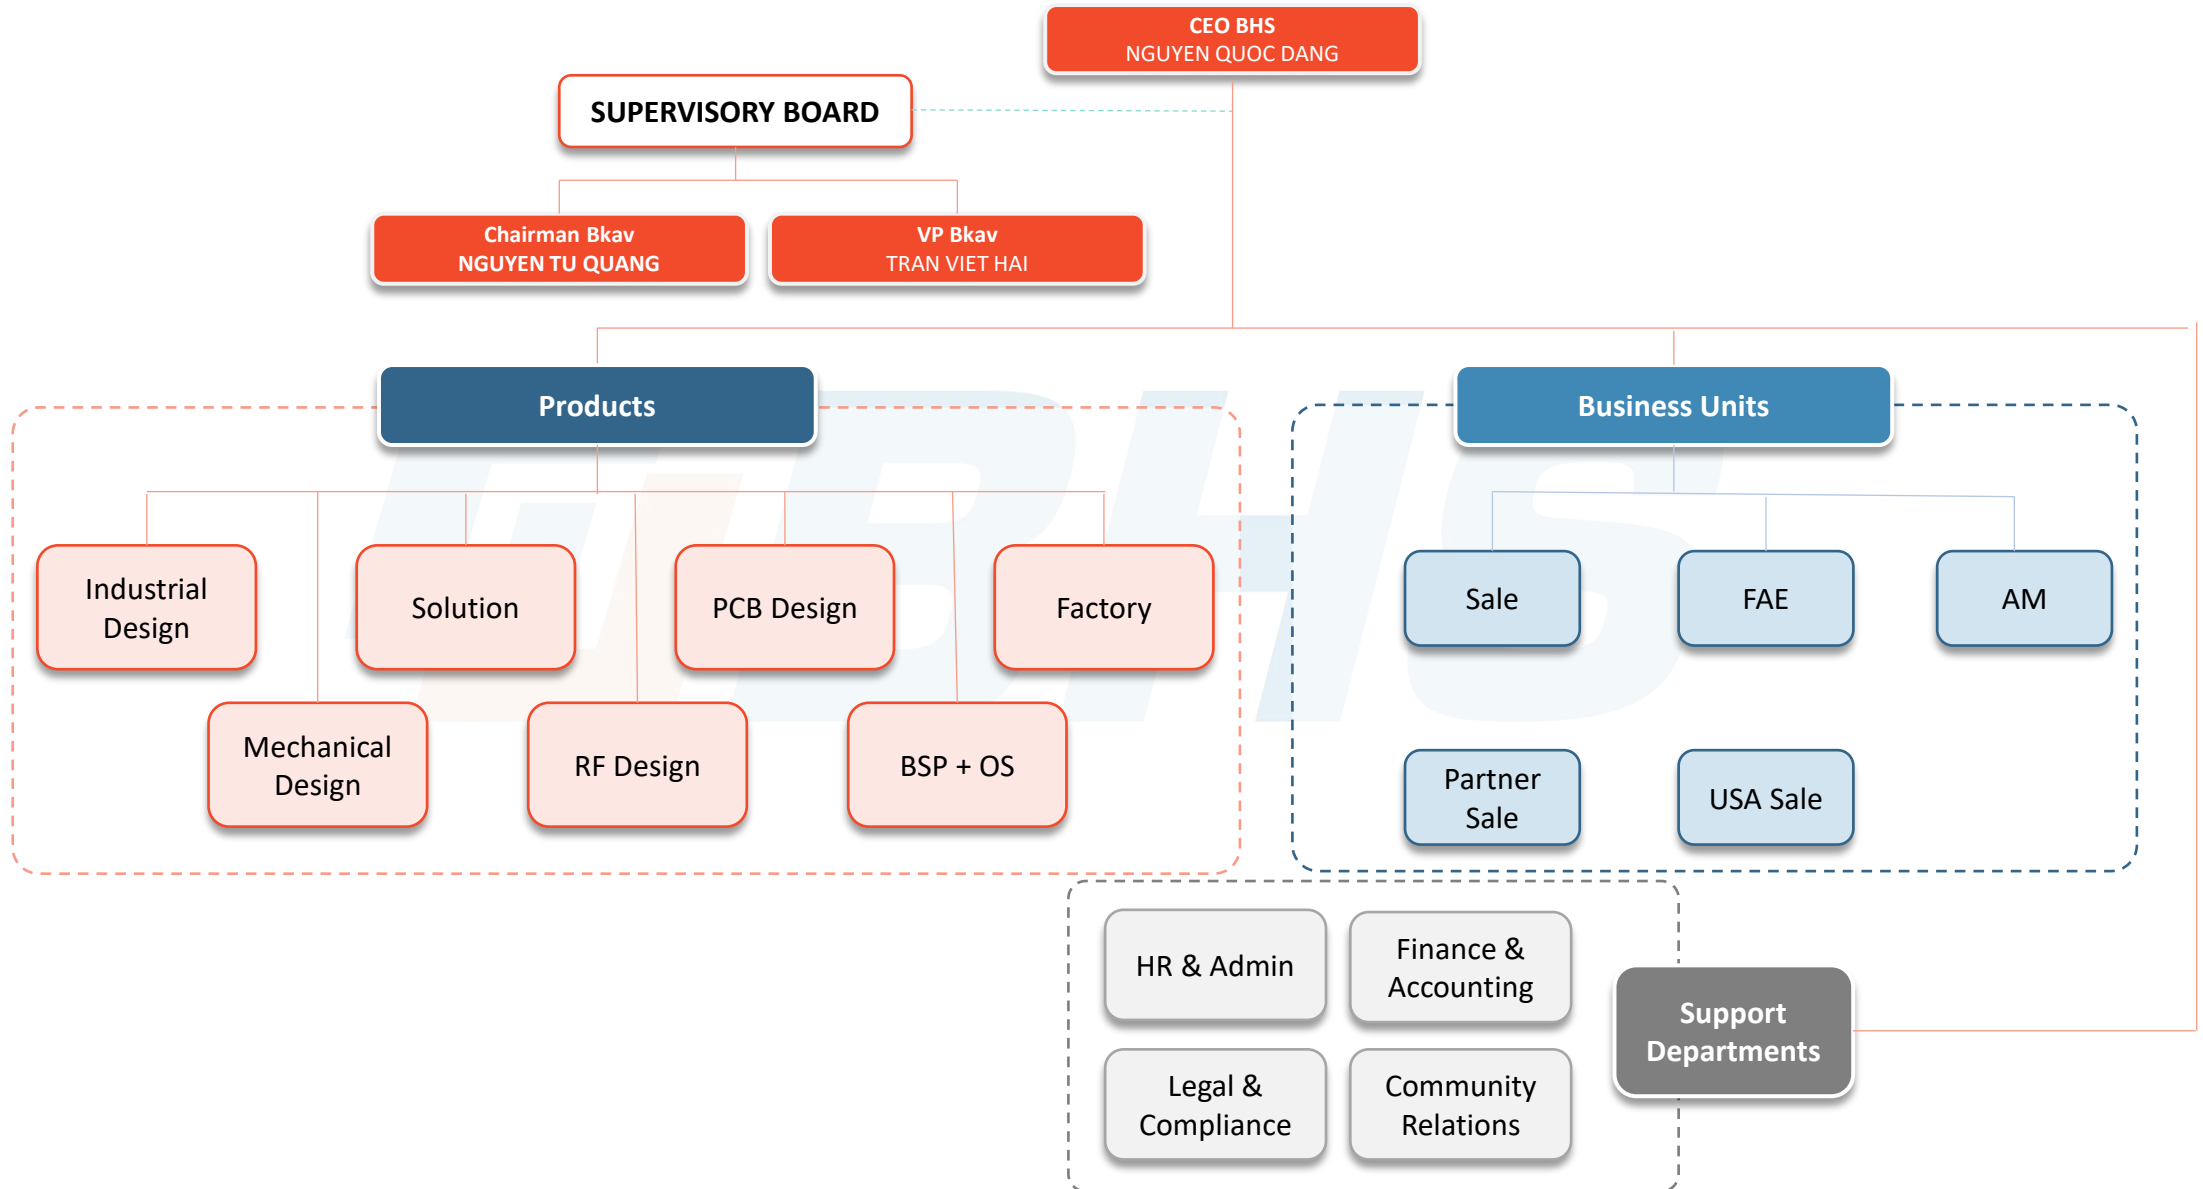 CEO BHS
NGUYEN QUOC DANG
SUPERVISORY BOARD
Chairman Bkav
NGUYEN TU QUANG
VP Bkav
TRAN VIET HAI
Products
Business Units
Industrial
Design
Solution
PCB Design
Factory
Mechanical
Design
RF Design
BSP + OS
Sale
FAE
AM
Partner
Sale
USA Sale
HR & Admin
Finance &
Accounting
Legal &
Compliance
Community
Relations
Support
Departments
BHS